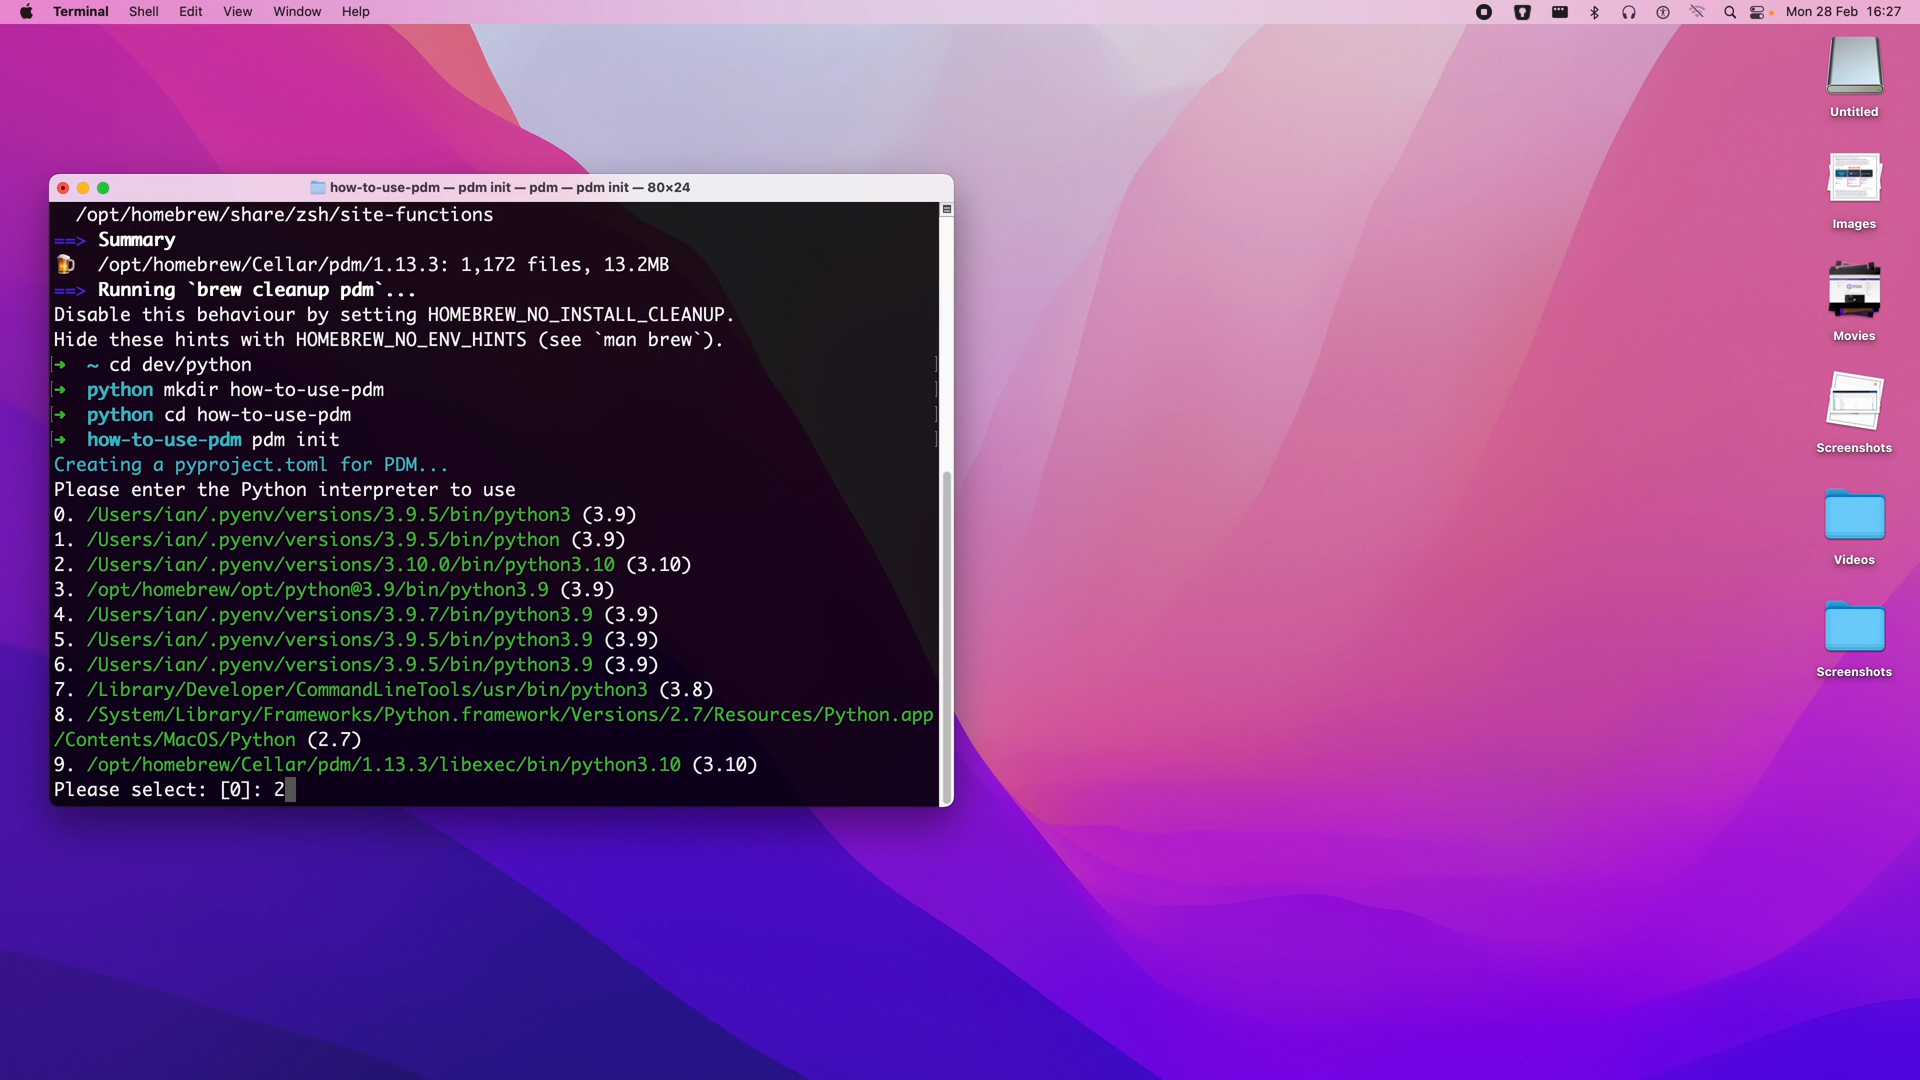 Terminal Shell Edit View Window Help Mon 28 Feb 16:27
how-to-use-pdm — pdm init — pdm — pdm init — 80×24
/opt/homebrew/share/zsh/site-functions
==> Summary
🍺 /opt/homebrew/Cellar/pdm/1.13.3: 1,172 files, 13.2MB
==> Running `brew cleanup pdm`...
Disable this behaviour by setting HOMEBREW_NO_INSTALL_CLEANUP.
Hide these hints with HOMEBREW_NO_ENV_HINTS (see `man brew`).
[➜ ~ cd dev/python ]
[➜ python mkdir how-to-use-pdm ]
[➜ python cd how-to-use-pdm ]
[➜ how-to-use-pdm pdm init ]
Creating a pyproject.toml for PDM...
Please enter the Python interpreter to use
0. /Users/ian/.pyenv/versions/3.9.5/bin/python3 (3.9)
1. /Users/ian/.pyenv/versions/3.9.5/bin/python (3.9)
2. /Users/ian/.pyenv/versions/3.10.0/bin/python3.10 (3.10)
3. /opt/homebrew/opt/python@3.9/bin/python3.9 (3.9)
4. /Users/ian/.pyenv/versions/3.9.7/bin/python3.9 (3.9)
5. /Users/ian/.pyenv/versions/3.9.5/bin/python3.9 (3.9)
6. /Users/ian/.pyenv/versions/3.9.5/bin/python3.9 (3.9)
7. /Library/Developer/CommandLineTools/usr/bin/python3 (3.8)
8. /System/Library/Frameworks/Python.framework/Versions/2.7/Resources/Python.app
/Contents/MacOS/Python (2.7)
9. /opt/homebrew/Cellar/pdm/1.13.3/libexec/bin/python3.10 (3.10)
Please select: [0]: 2
Untitled
Images
Movies
Screenshots
Videos
Screenshots